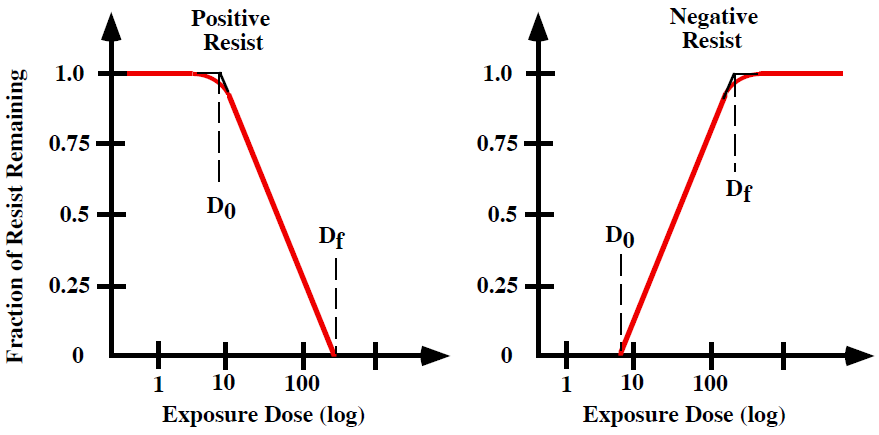 Positive
Resist
Fraction of Resist Remaining
1.0
0.75
0.5
0.25
0
D0
Df
1
10
100
Exposure Dose (log)
Negative
Resist
1.0
0.75
0.5
0.25
0
D0
Df
1
10
100
Exposure Dose (log)